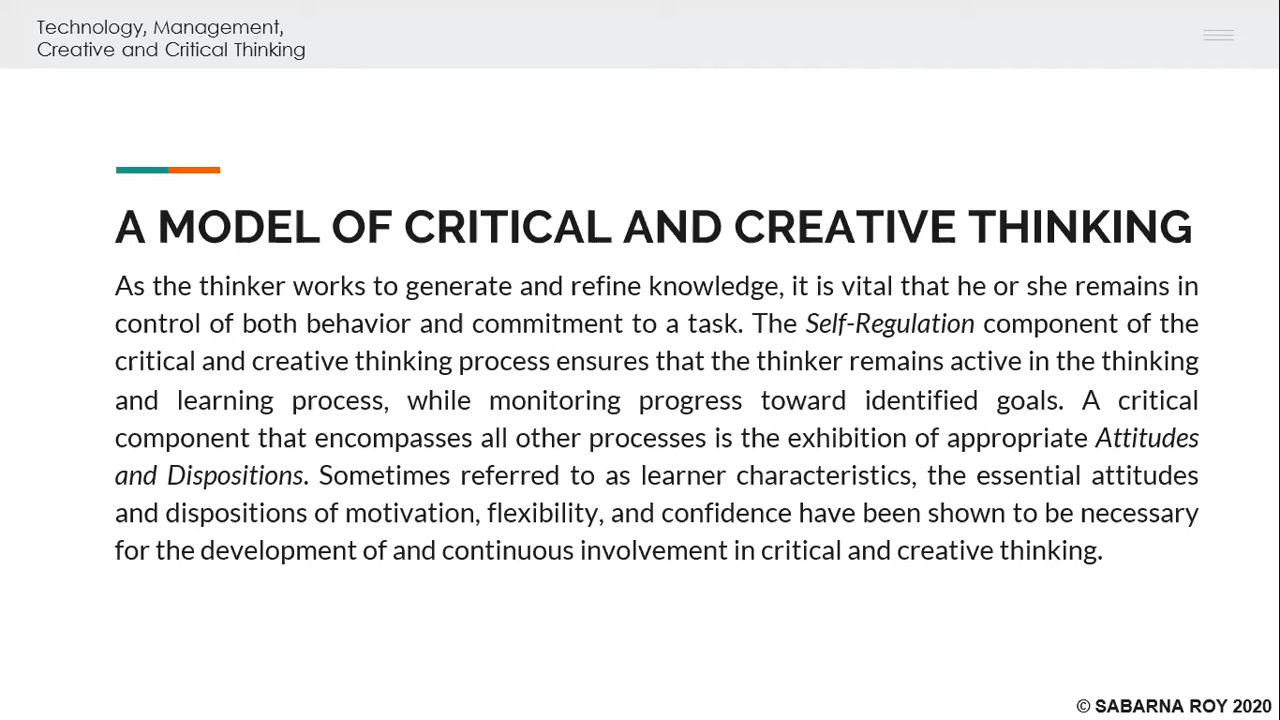 Technology, Management,
Creative and Critical Thinking
A MODEL OF CRITICAL AND CREATIVE THINKING
As the thinker works to generate and refine knowledge, it is vital that he or she remains in
control of both behavior and commitment to a task. The Self-Regulation component of the
critical and creative thinking process ensures that the thinker remains active in the thinking
and learning process, while monitoring progress toward identified goals. A critical
component that encompasses all other processes is the exhibition of appropriate Attitudes
and Dispositions. Sometimes referred to as learner characteristics, the essential attitudes
and dispositions of motivation, flexibility, and confidence have been shown to be necessary
for the development of and continuous involvement in critical and creative thinking.
© SABARNA ROY 2020